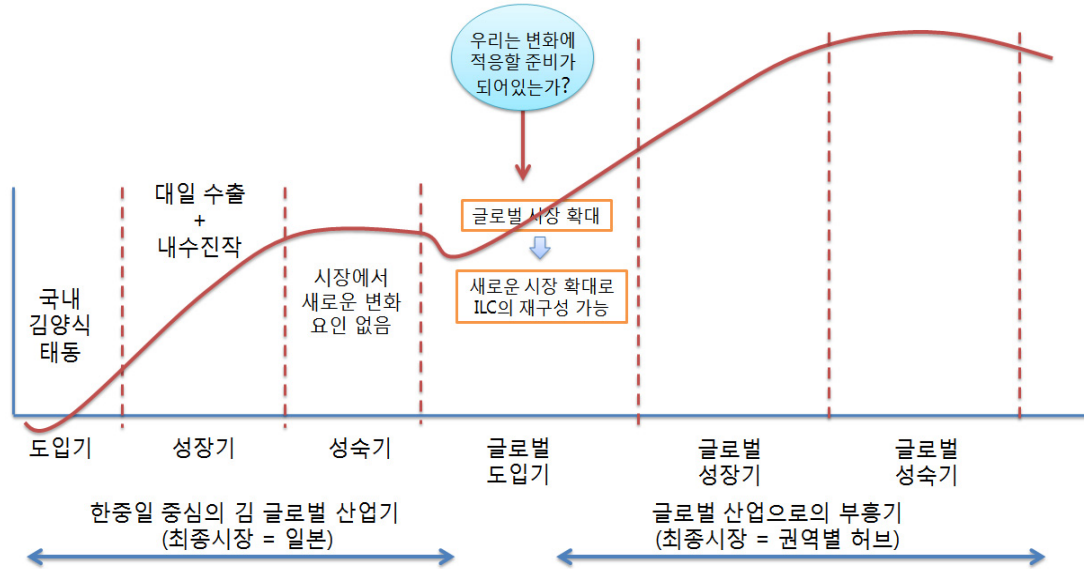 우리는 변화에
적응할 준비가
되어있는가?
대일 수출
+
내수진작
글로벌 시장 확대
국내
김양식
태동
시장에서
새로운 변화
요인 없음
새로운 시장 확대로
ILC의 재구성 가능
도입기
성장기
성숙기
글로벌
도입기
글로벌
성장기
글로벌
성숙기
한중일 중심의 김 글로벌 산업기
(최종시장 = 일본)
글로벌 산업으로의 부흥기
(최종시장 = 권역별 허브)